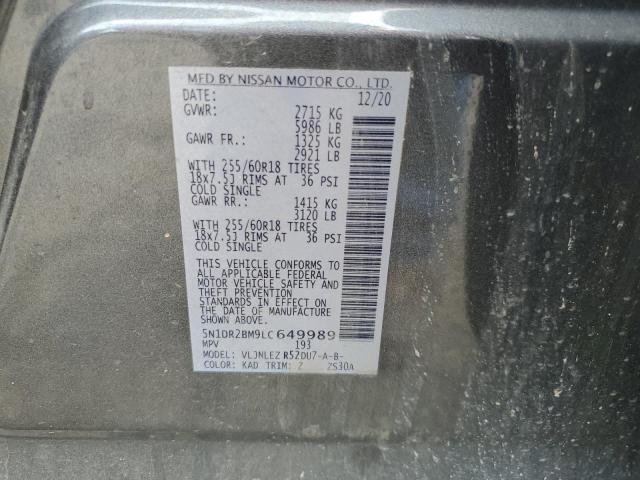 MFD BY NISSAN MOTOR CO., LTD.
DATE: 12/20
GVWR: 2715 KG
5986 LB
GAWR FR.: 1325 KG
2921 LB
WITH 255/60R18 TIRES
18x7.5J RIMS AT 36 PSI
COLD SINGLE
GAWR RR.: 1415 KG
3120 LB
WITH 255/60R18 TIRES
18x7.5J RIMS AT 36 PSI
COLD SINGLE
THIS VEHICLE CONFORMS TO
ALL APPLICABLE FEDERAL
MOTOR VEHICLE SAFETY AND
THEFT PREVENTION
STANDARDS IN EFFECT ON
THE DATE OF MANUFACTURE
SHOWN ABOVE.
5N1DR2BM9LC649989
MPV 193
MODEL: VLJNLEZ R52DU7-A-B-
COLOR: KAD TRIM: Z ZS30A